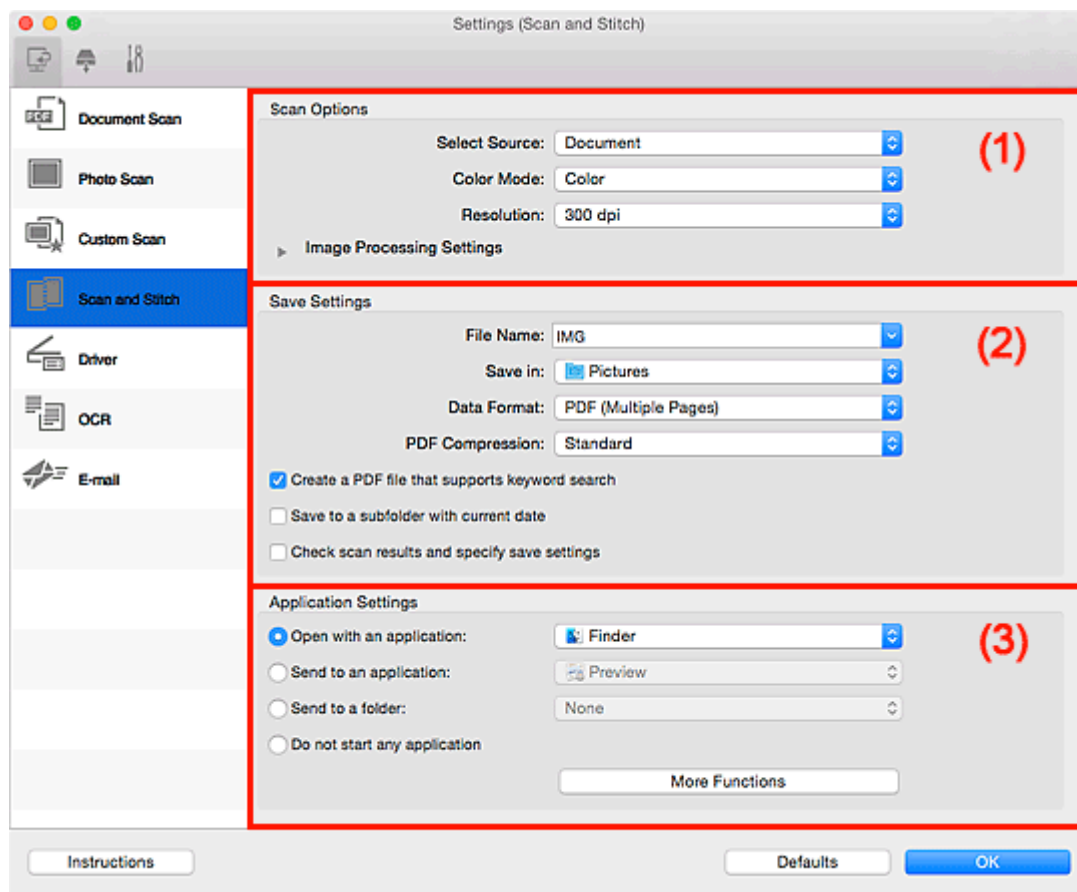 Settings (Scan and Stitch)
Document Scan
Photo Scan
Custom Scan
Scan and Stitch
Driver
OCR
E-mail
Scan Options
(1)
Select Source: Document
Color Mode: Color
Resolution: 300 dpi
Image Processing Settings
Save Settings
(2)
File Name: IMG
Save in: Pictures
Data Format: PDF (Multiple Pages)
PDF Compression: Standard
Create a PDF file that supports keyword search
Save to a subfolder with current date
Check scan results and specify save settings
Application Settings
(3)
Open with an application: Finder
Send to an application: Preview
Send to a folder: None
Do not start any application
More Functions
Instructions Defaults OK